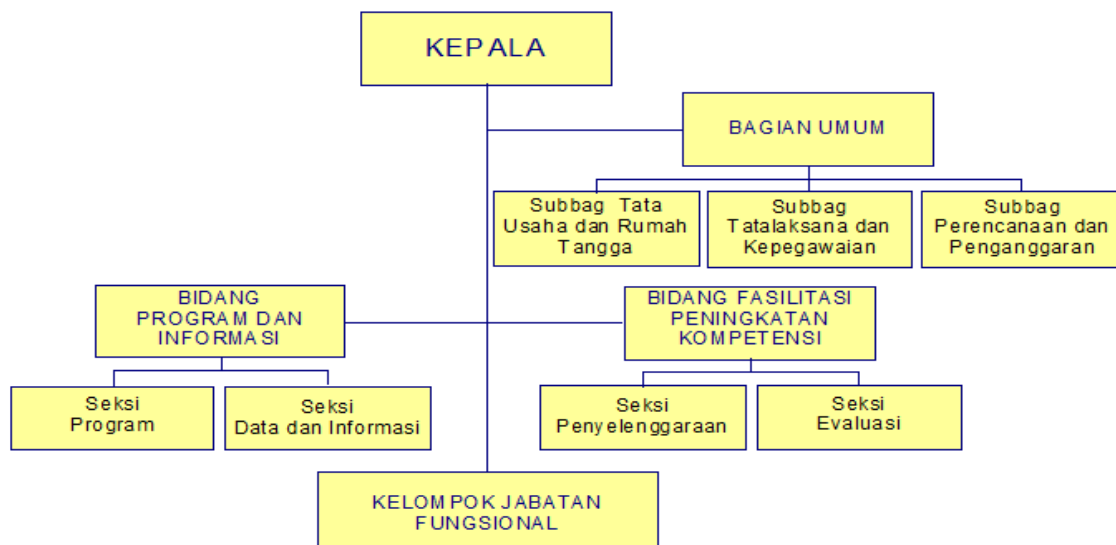 KEPALA
BAGIAN UMUM
Subbag Tata
Usaha dan Rumah
Tangga
Subbag
Tatalaksana dan
Kepegawaian
Subbag
Perencanaan dan
Penganggaran
BIDANG
PROGRAM DAN
INFORMASI
BIDANG FASILITASI
PENINGKATAN
KOMPETENSI
Seksi
Program
Seksi
Data dan Informasi
Seksi
Penyelenggaraan
Seksi
Evaluasi
KELOMPOK JABATAN
FUNGSIONAL